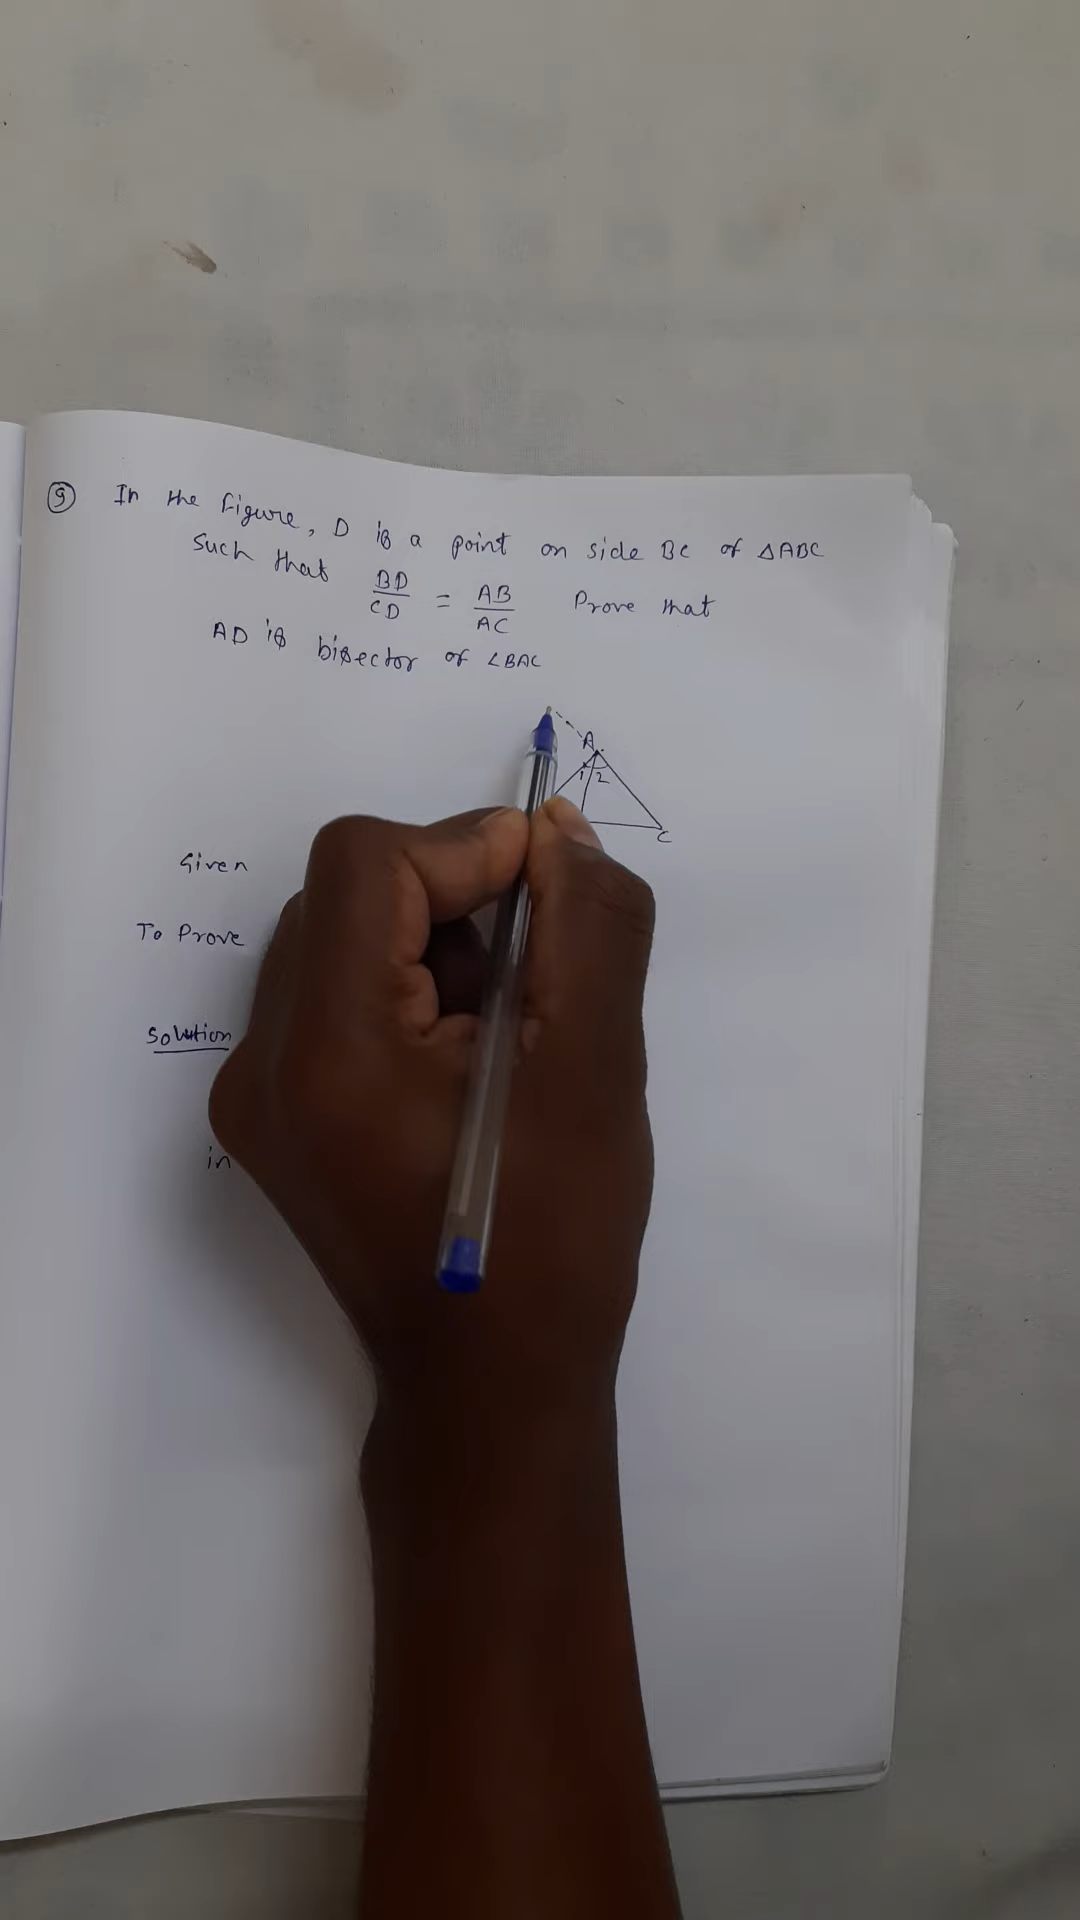 9 In the figure, D is a point on side BC of △ABC
such that BD/CD = AB/AC Prove that
AD is bisector of ∠BAC
A
1 2
C
Given
To Prove
Solution
in